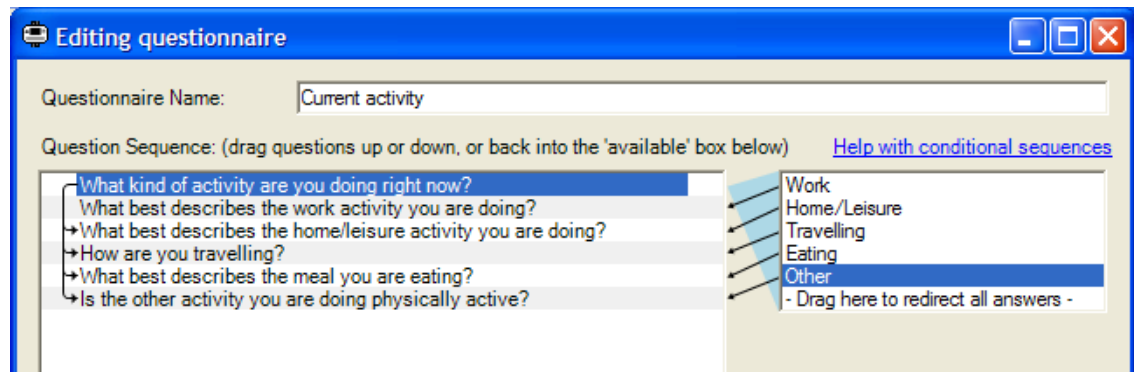 Editing questionnaire
Questionnaire Name: Current activity
Question Sequence: (drag questions up or down, or back into the 'available' box below) Help with conditional sequences
What kind of activity are you doing right now?
What best describes the work activity you are doing?
What best describes the home/leisure activity you are doing?
How are you travelling?
What best describes the meal you are eating?
Is the other activity you are doing physically active?
Work
Home/Leisure
Travelling
Eating
Other
- Drag here to redirect all answers -